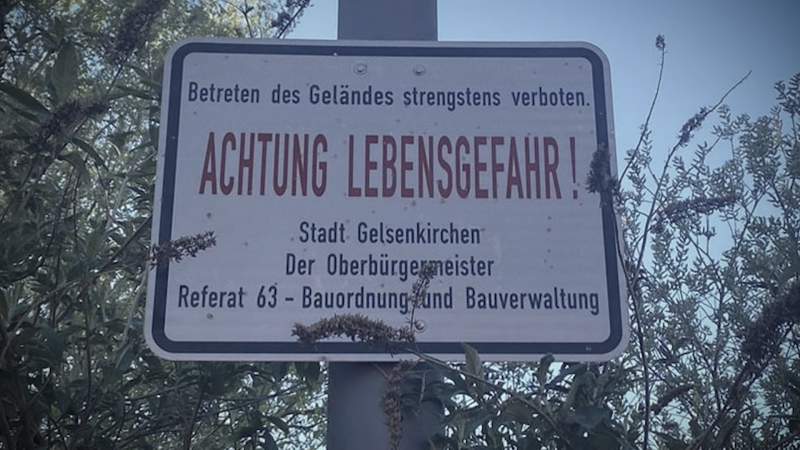 Betreten des Geländes strengstens verboten.
ACHTUNG LEBENSGEFAHR!
Stadt Gelsenkirchen
Der Oberbürgermeister
Referat 63 – Bauordnung und Bauverwaltung